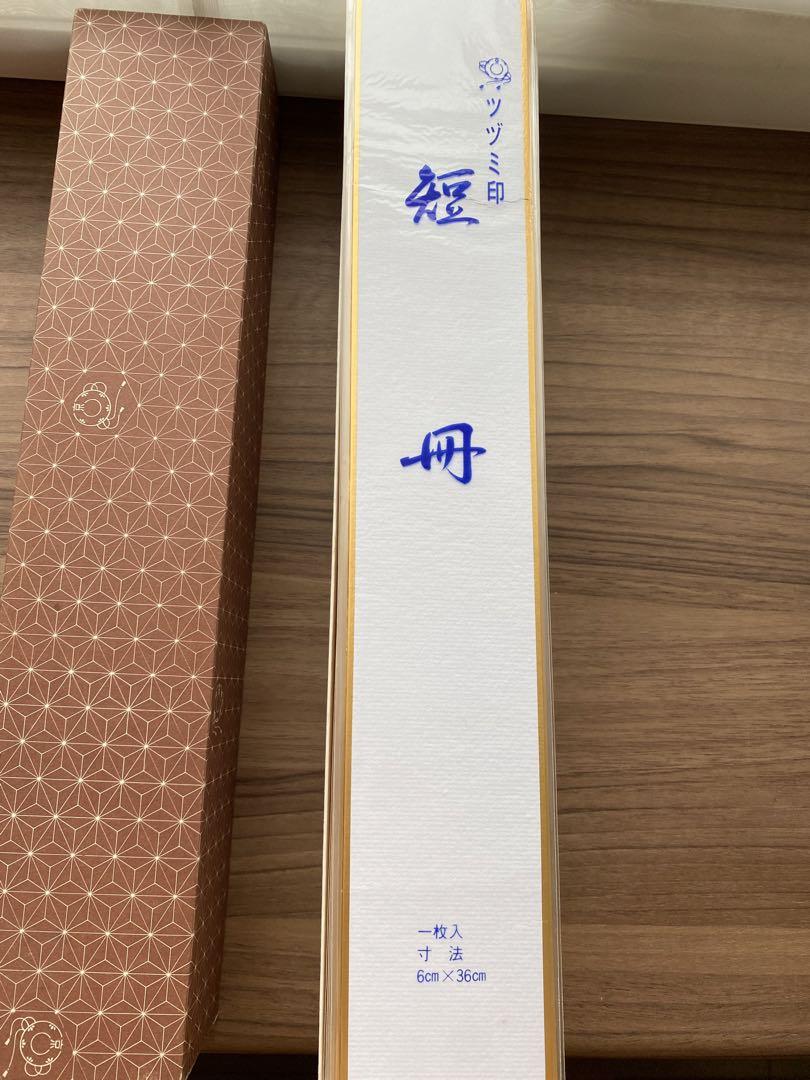 ツヅミ印
短冊
一枚入
寸 法
6㎝×36㎝